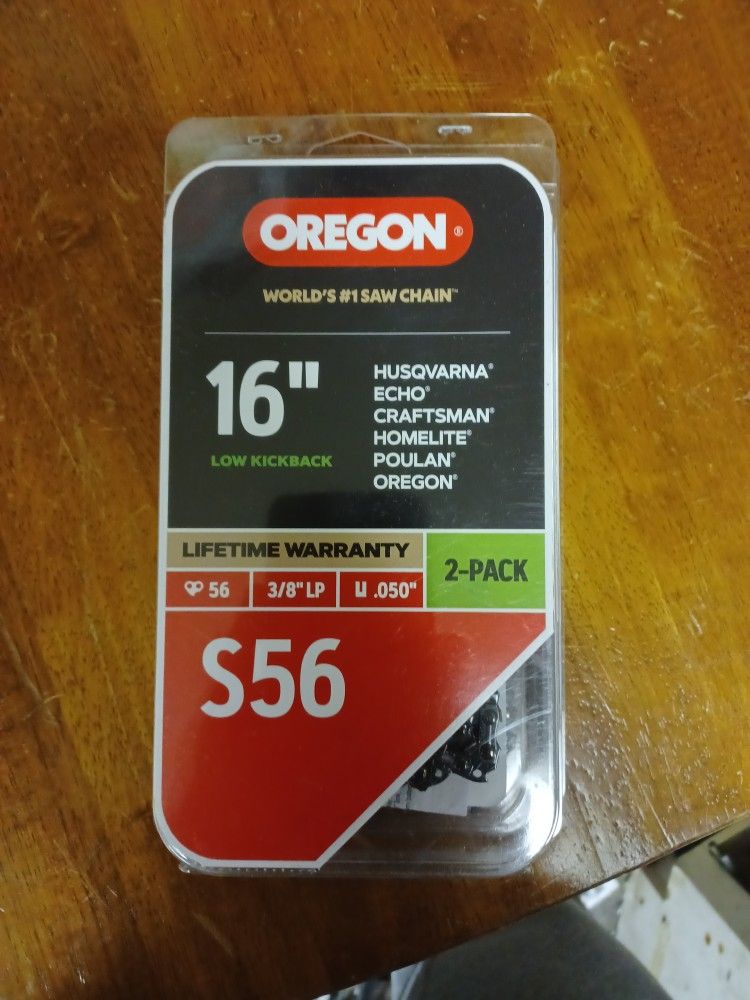 OREGON®
WORLD'S #1 SAW CHAIN™
16"
LOW KICKBACK
HUSQVARNA®
ECHO®
CRAFTSMAN®
HOMELITE®
POULAN®
OREGON®
LIFETIME WARRANTY
2-PACK
56
3/8" LP
.050"
S56